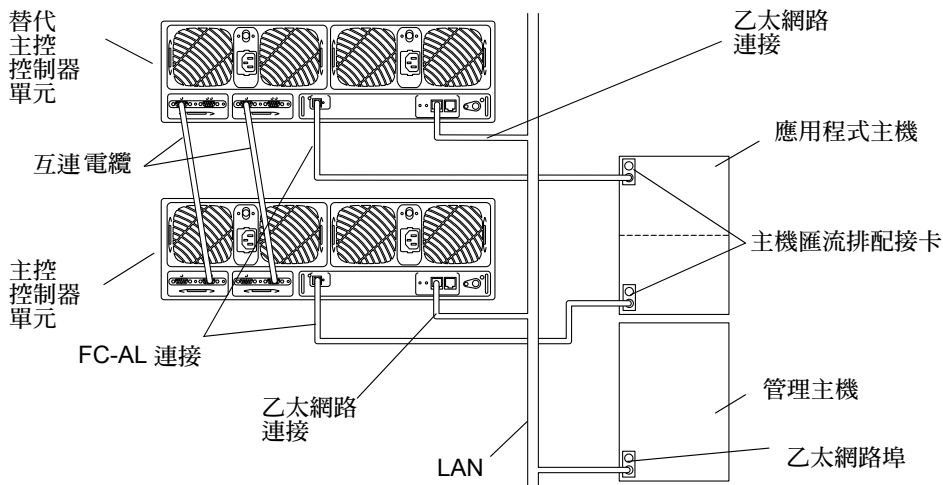 替代
主控
控制器
單元
乙太網路
連接
應用程式主機
互連電纜
主機匯流排配接卡
主控
控制器
單元
FC-AL 連接
乙太網路
連接
管理主機
LAN
乙太網路埠